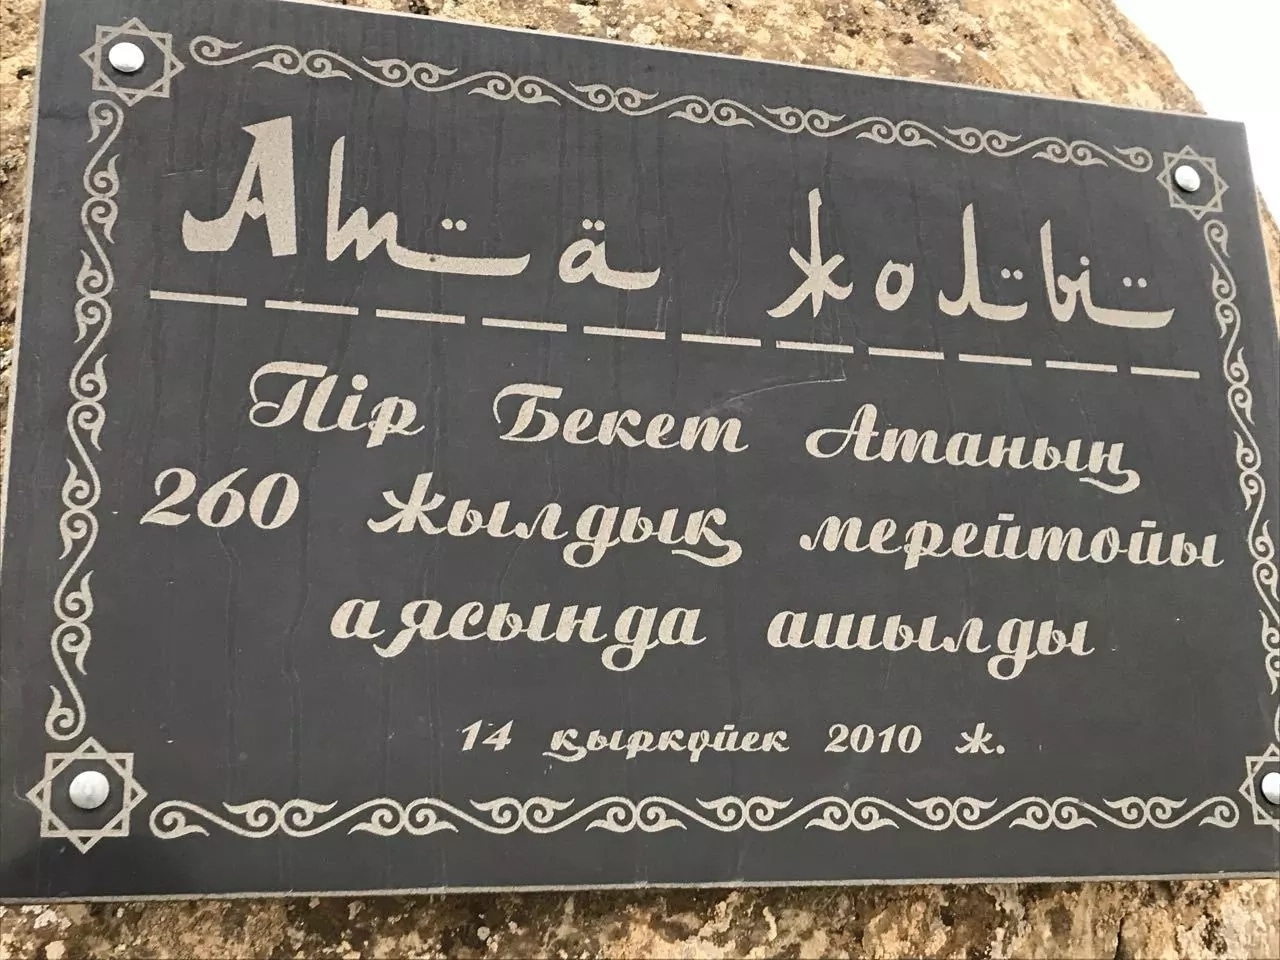 Ата жолы
Пір Бекет Атаның
260 жылдық мерейтойы
аясында ашылды
14 қыркүйек 2010 ж.